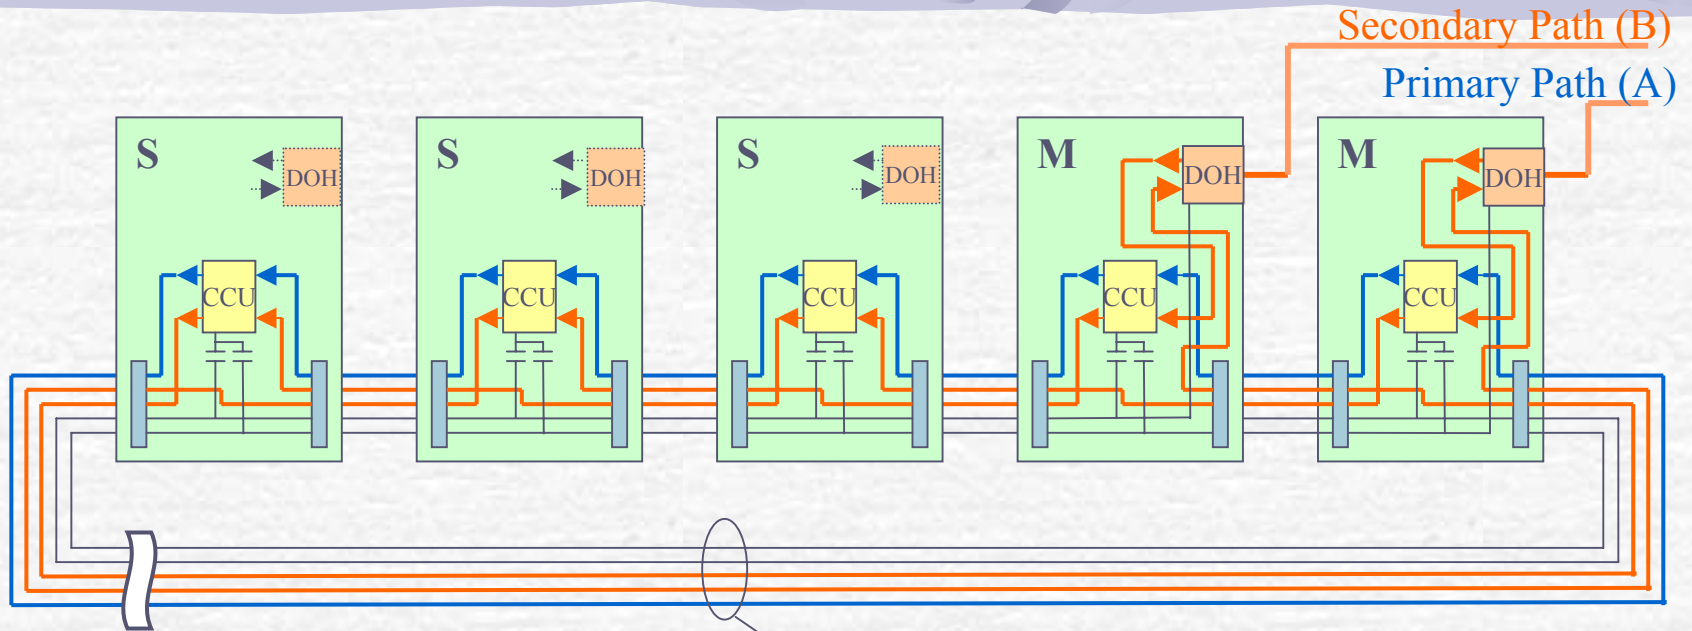 Secondary Path (B)
Primary Path (A)
S
S
S
M
M
DOH
DOH
DOH
DOH
DOH
CCU
CCU
CCU
CCU
CCU